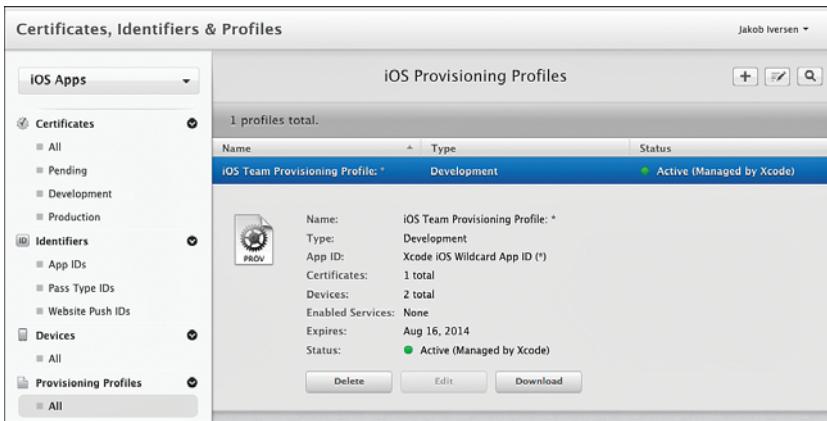 Certificates, Identifiers & Profiles
Jakob Iversen
iOS Apps
iOS Provisioning Profiles
Certificates
All
Pending
Development
Production
Identifiers
App IDs
Pass Type IDs
Website Push IDs
Devices
All
Provisioning Profiles
All
1 profiles total.
Name Type Status
iOS Team Provisioning Profile: * Development Active (Managed by Xcode)
PROV
Name: iOS Team Provisioning Profile: *
Type: Development
App ID: Xcode iOS Wildcard App ID (*)
Certificates: 1 total
Devices: 2 total
Enabled Services: None
Expires: Aug 16, 2014
Status: Active (Managed by Xcode)
Delete Edit Download